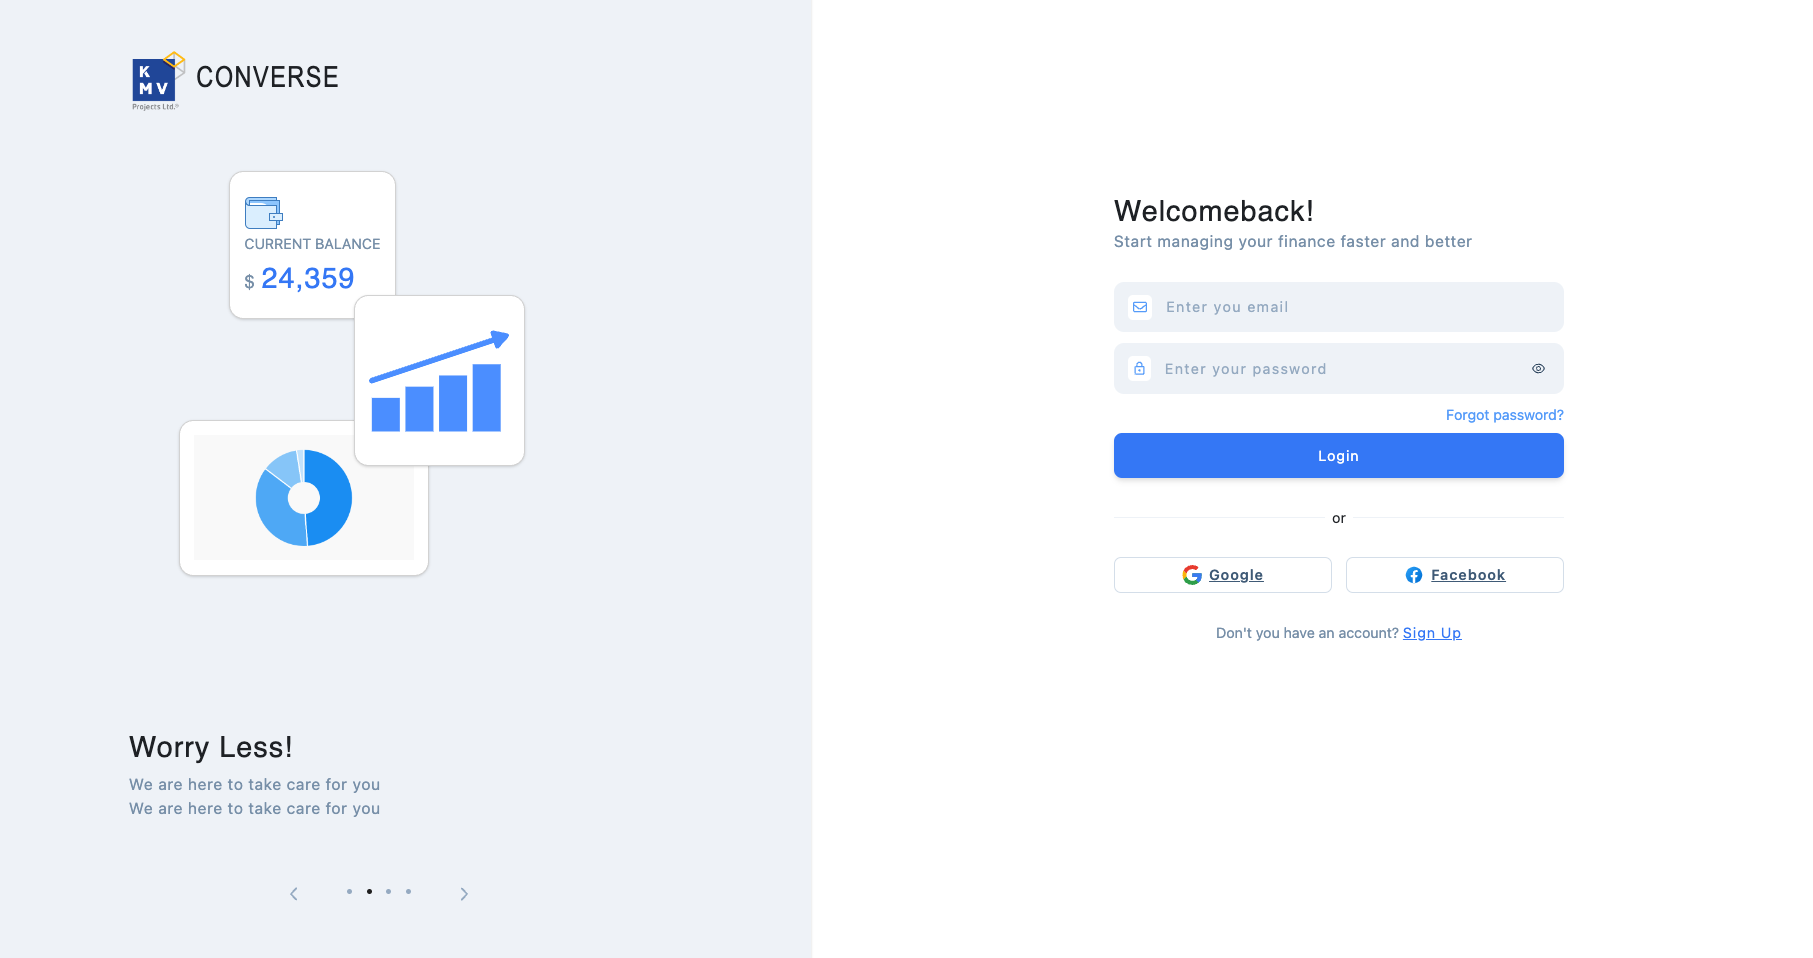 K
M V
Projects Ltd.®
CONVERSE
CURRENT BALANCE
$ 24,359
Worry Less!
We are here to take care for you
We are here to take care for you
Welcomeback!
Start managing your finance faster and better
Enter you email
Enter your password
Forgot password?
Login
or
Google
Facebook
Don't you have an account? Sign Up